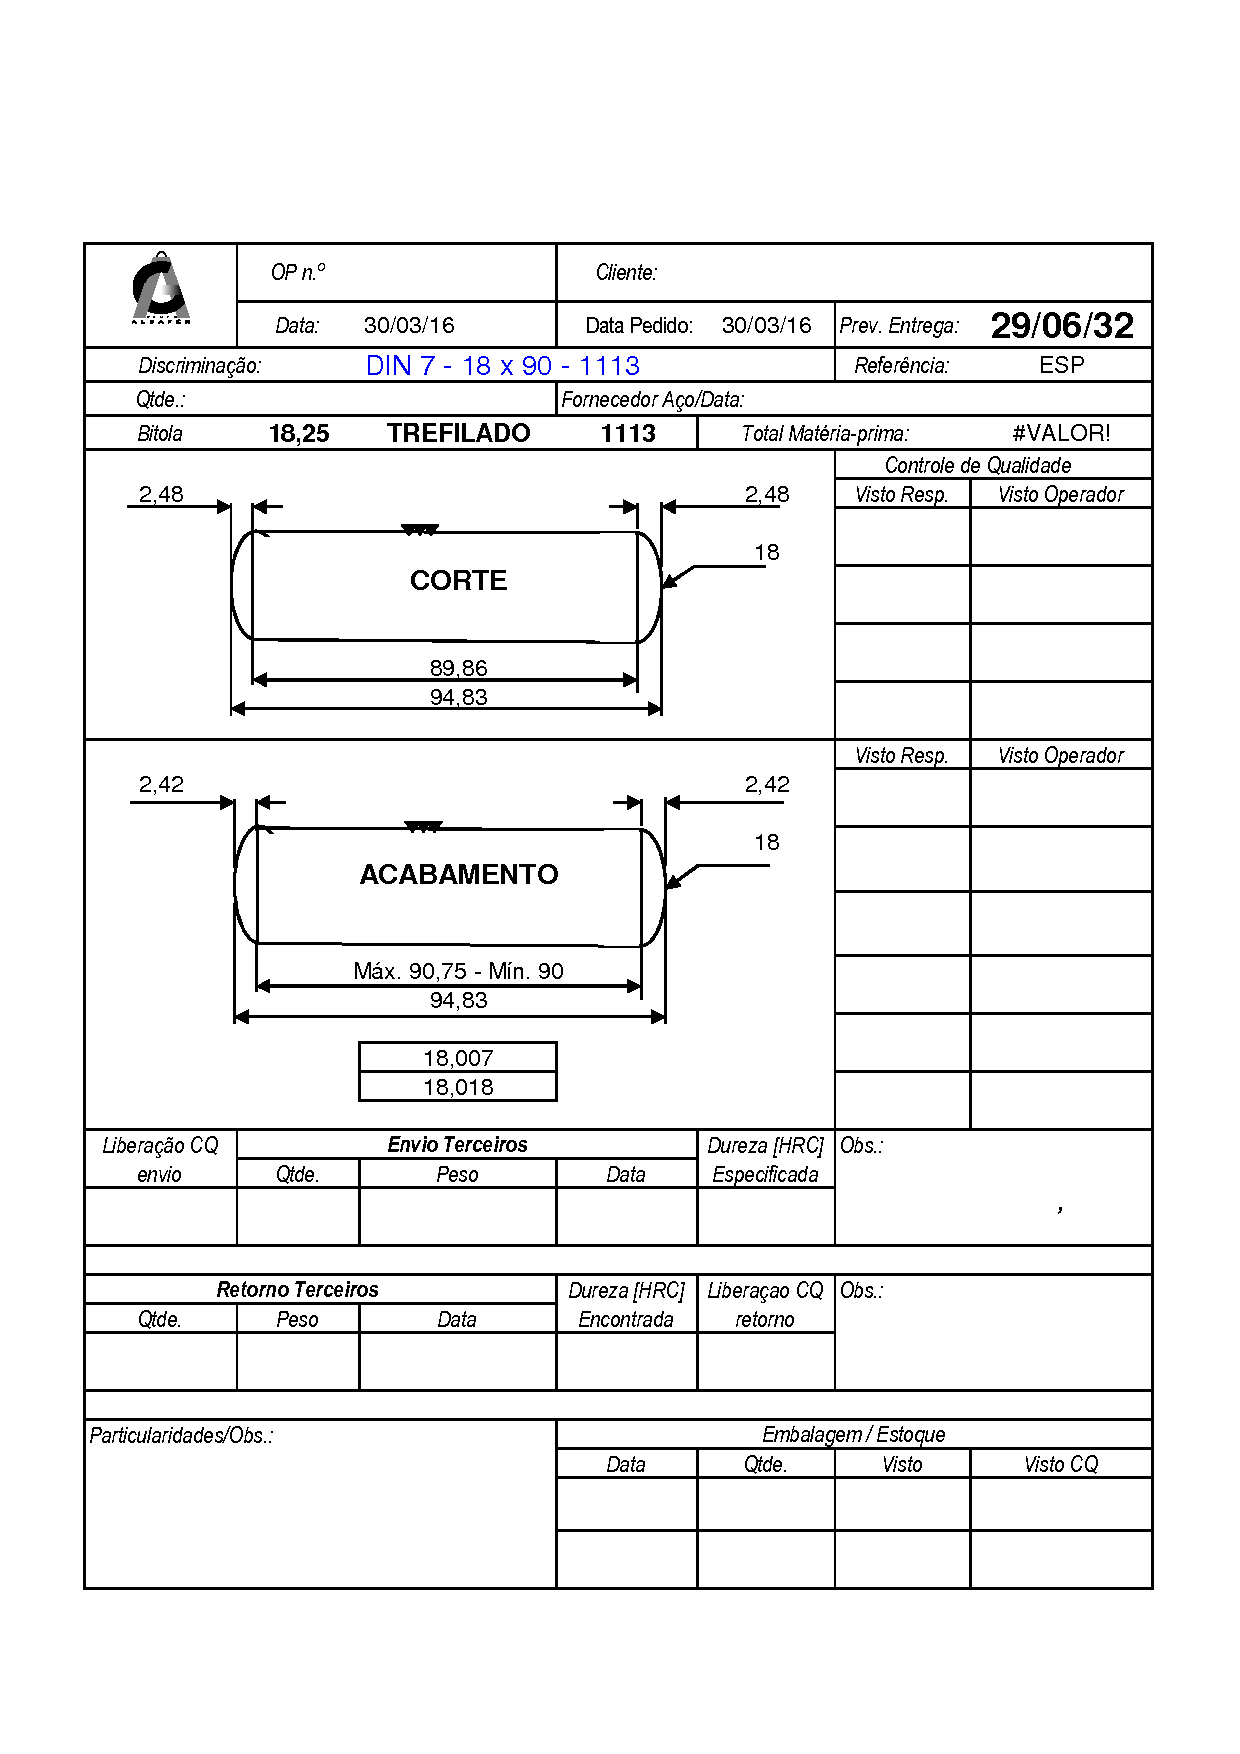 ALBAFER
OP n.º
Cliente:
Data: 30/03/16 Data Pedido: 30/03/16 Prev. Entrega: 29/06/32
Discriminação: DIN 7 - 18 x 90 - 1113 Referência: ESP
Qtde.: Fornecedor Aço/Data:
Bitola 18,25 TREFILADO 1113 Total Matéria-prima: #VALOR!
Controle de Qualidade
2,48 2,48 Visto Resp. Visto Operador
18
CORTE
89,86
94,83
Visto Resp. Visto Operador
2,42 2,42
18
ACABAMENTO
Máx. 90,75 - Mín. 90
94,83
18,007
18,018
Liberação CQ Envio Terceiros Dureza [HRC] Obs.:
envio Qtde. Peso Data Especificada
,
Retorno Terceiros Dureza [HRC] Liberaçao CQ Obs.:
Qtde. Peso Data Encontrada retorno
Particularidades/Obs.: Embalagem / Estoque
Data Qtde. Visto Visto CQ